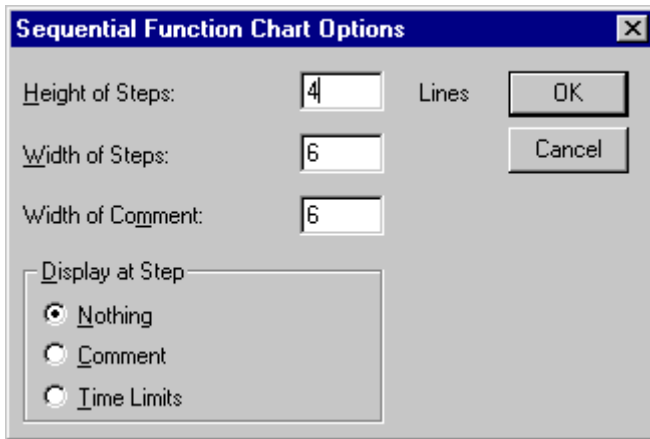 Sequential Function Chart Options
Height of Steps: 4 Lines OK
Width of Steps: 6 Cancel
Width of Comment: 6
Display at Step
Nothing
Comment
Time Limits